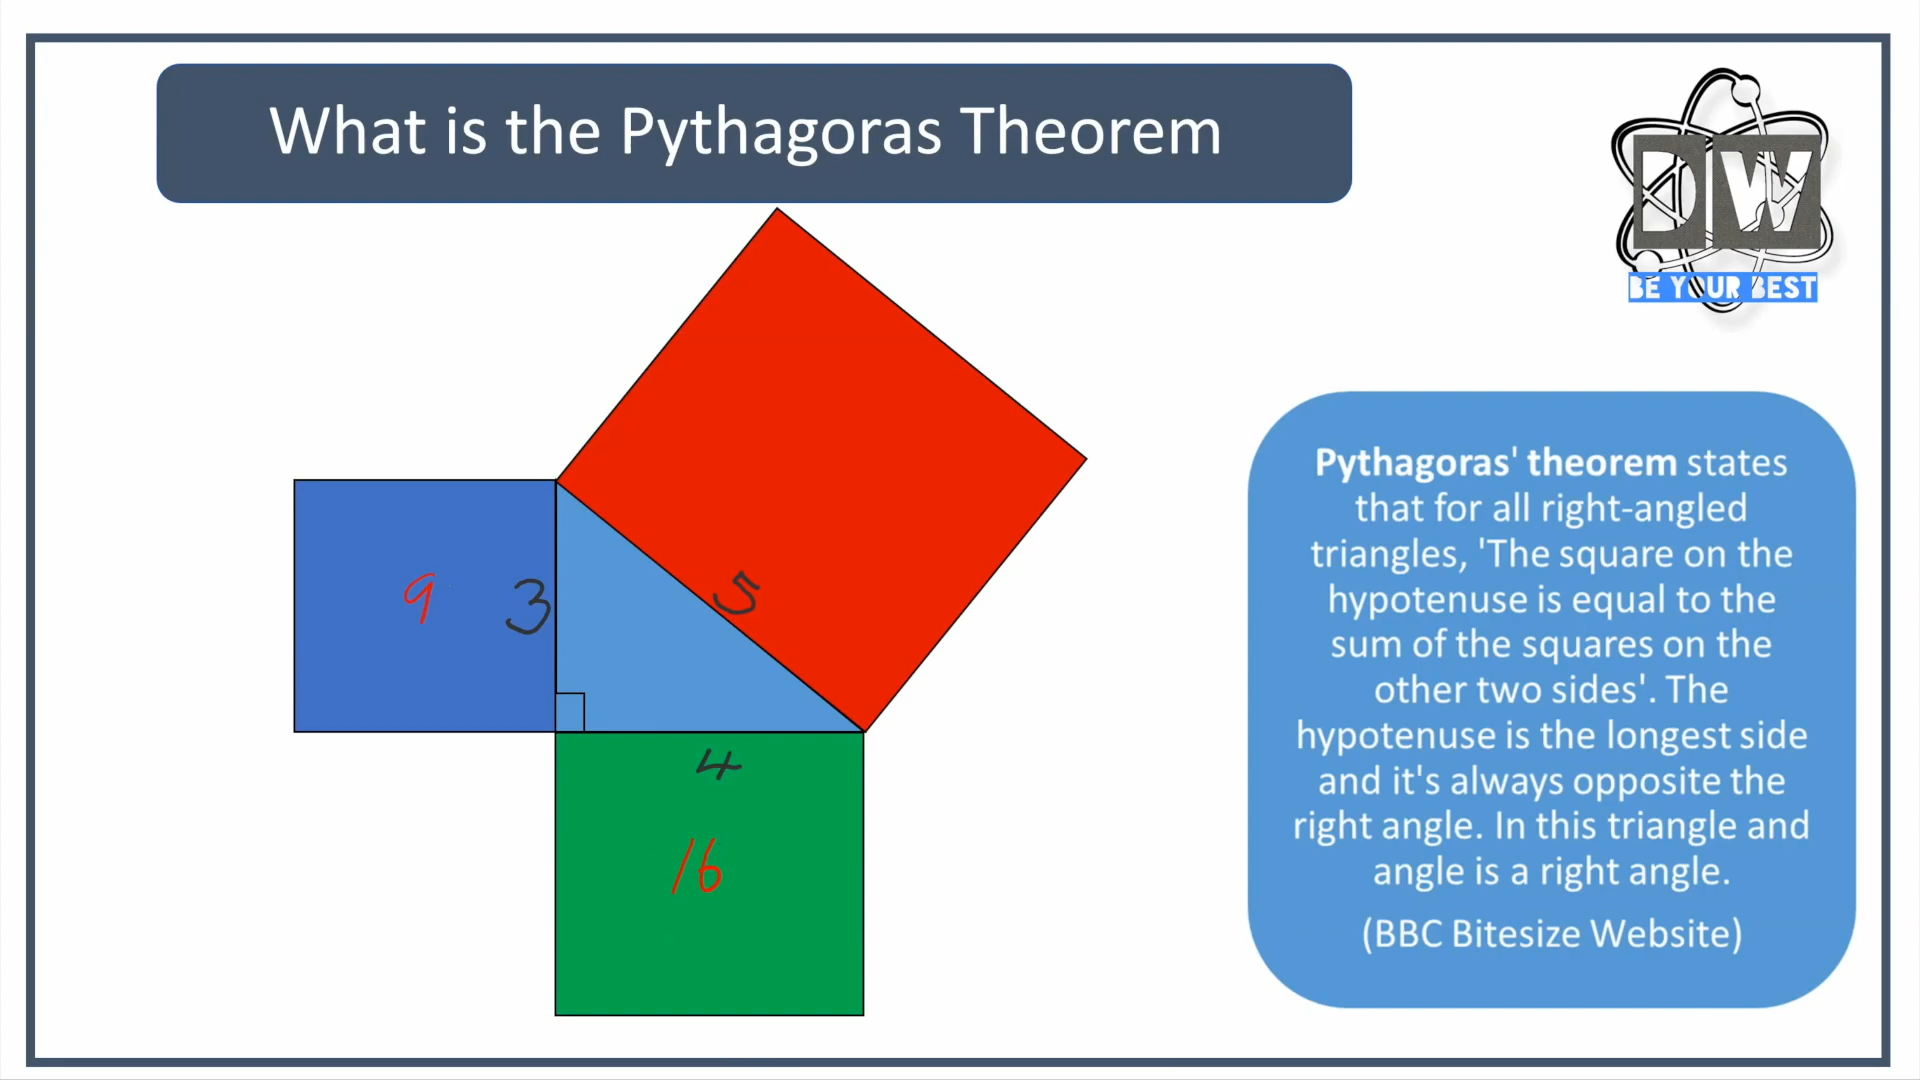 What is the Pythagoras Theorem
DW
BE YOUR BEST
9
3
5
4
16
Pythagoras' theorem states
that for all right-angled
triangles, 'The square on the
hypotenuse is equal to the
sum of the squares on the
other two sides'. The
hypotenuse is the longest side
and it's always opposite the
right angle. In this triangle and
angle is a right angle.
(BBC Bitesize Website)